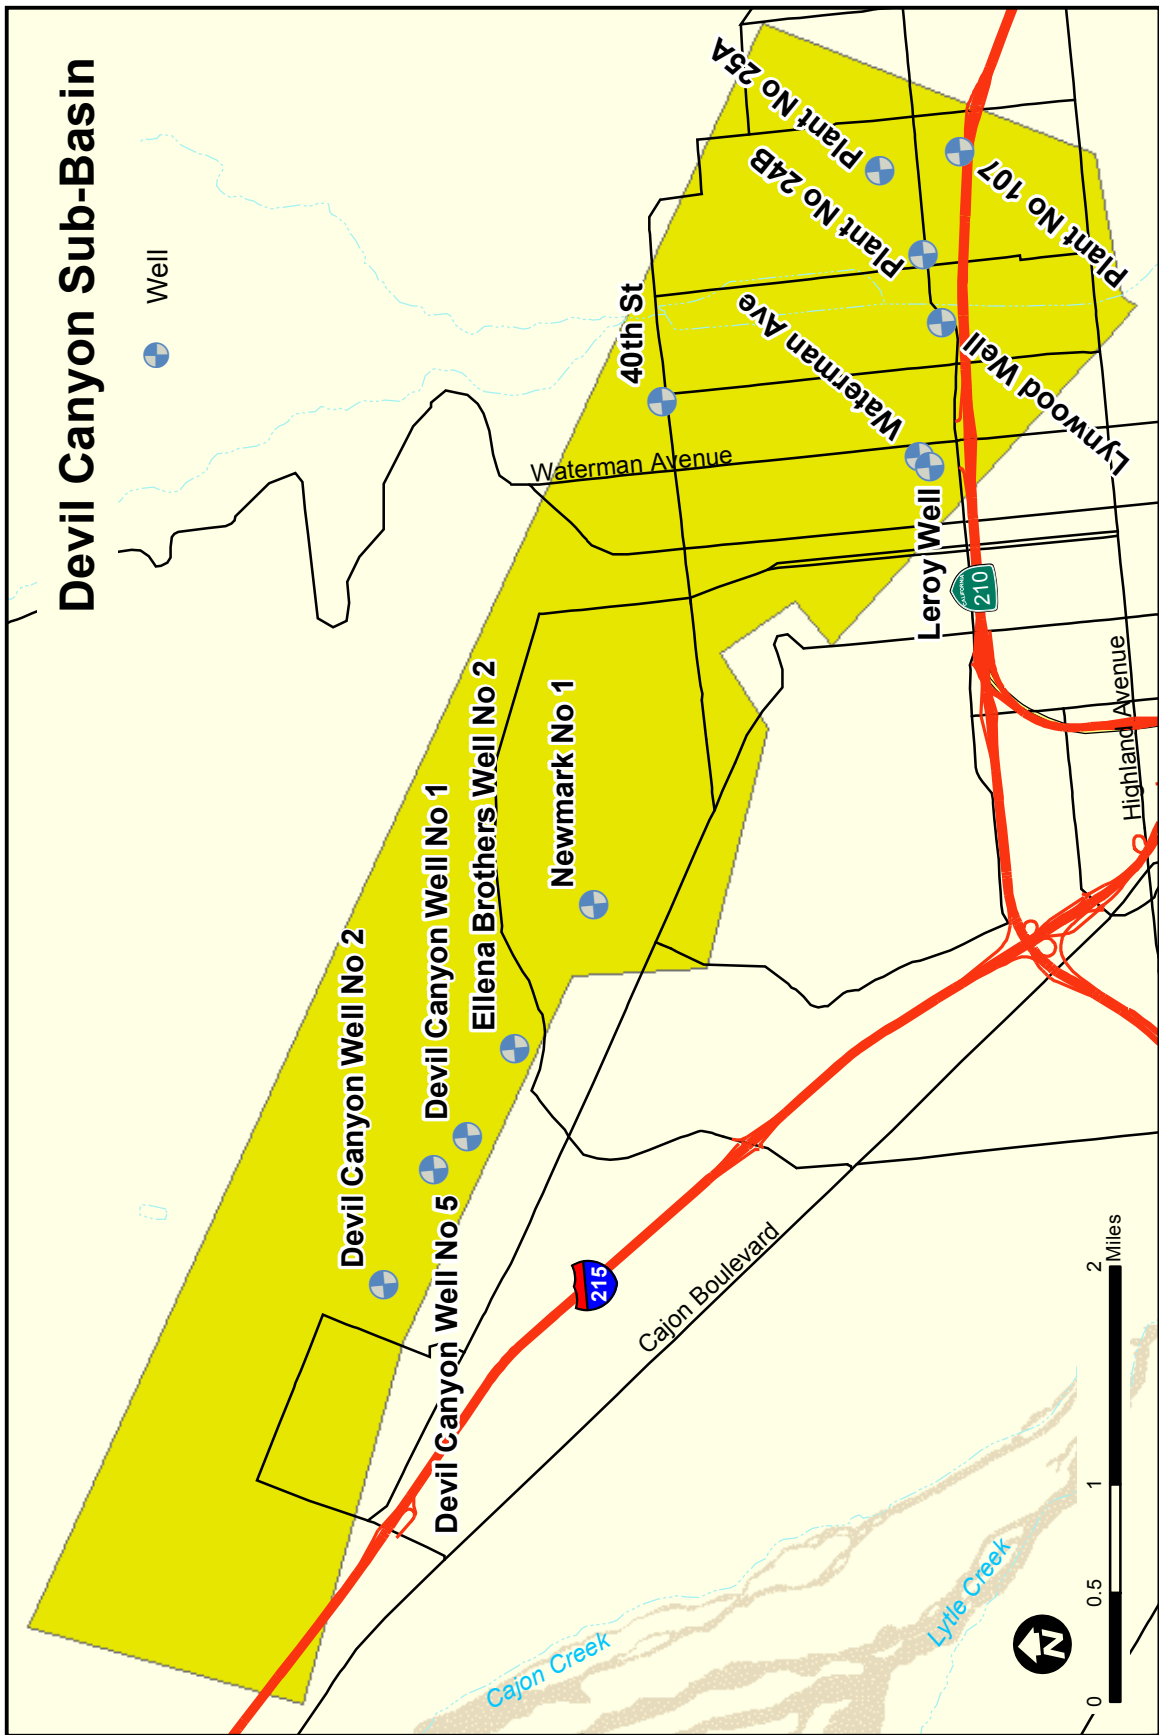 Devil Canyon Sub-Basin
Well
Plant No 25A
Plant No 24B
Plant No 107
40th St
Waterman Ave
Lynwood Well
Waterman Avenue
Leroy Well
CALIFORNIA
210
Devil Canyon Well No 2
Devil Canyon Well No 1
Ellena Brothers Well No 2
Newmark No 1
Devil Canyon Well No 5
Highland Avenue
215
Cajon Boulevard
Cajon Creek
Lytle Creek
N
0 0.5 1 2
Miles